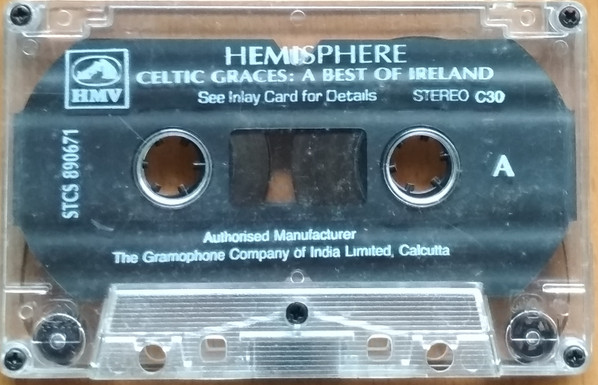 HEMISPHERE
CELTIC GRACES: A BEST OF IRELAND
HMV
See Inlay Card for Details STEREO C30
STCS 890671
A
Authorised Manufacturer
The Gramophone Company of India Limited, Calcutta